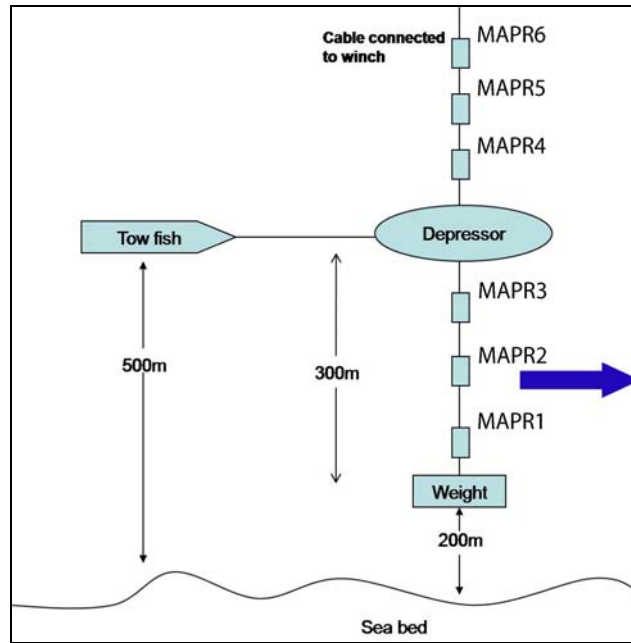 Cable connected
to winch
MAPR6
MAPR5
MAPR4
Tow fish
Depressor
MAPR3
500m
300m
MAPR2
MAPR1
Weight
200m
Sea bed